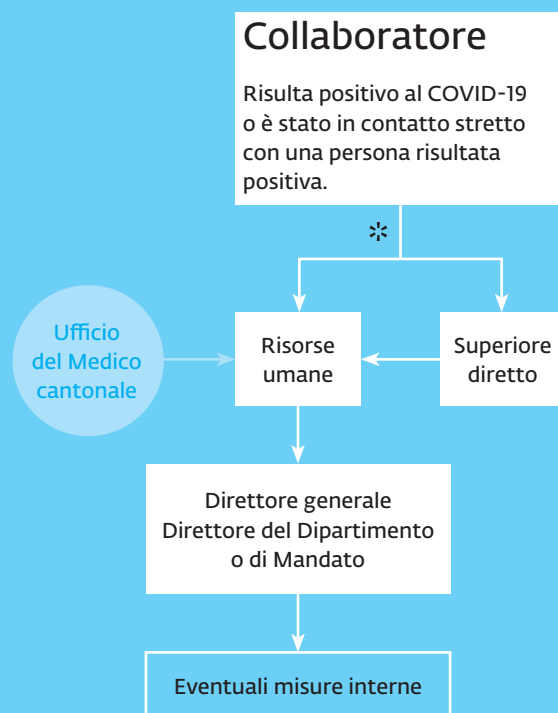 Collaboratore
Risulta positivo al COVID-19
o è stato in contatto stretto
con una persona risultata
positiva.
*
Ufficio
del Medico
cantonale
Risorse
umane
Superiore
diretto
Direttore generale
Direttore del Dipartimento
o di Mandato
Eventuali misure interne